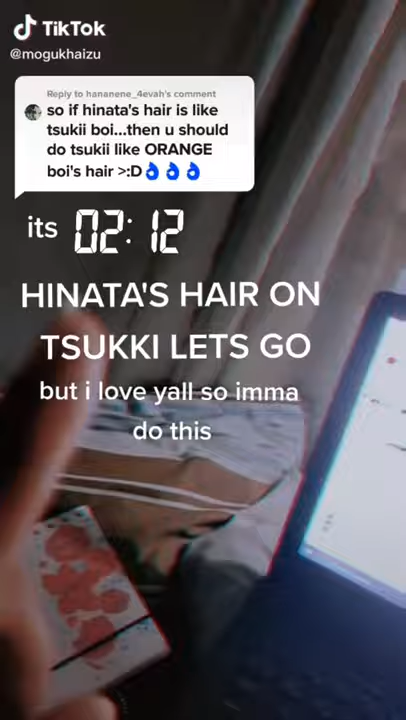 TikTok
@mogukhaizu
Reply to hananene_4evah's comment
so if hinata's hair is like
tsukii boi...then u should
do tsukii like ORANGE
boi's hair >:D👌👌👌
its 02:12
HINATA'S HAIR ON
TSUKKI LETS GO
but i love yall so imma
do this